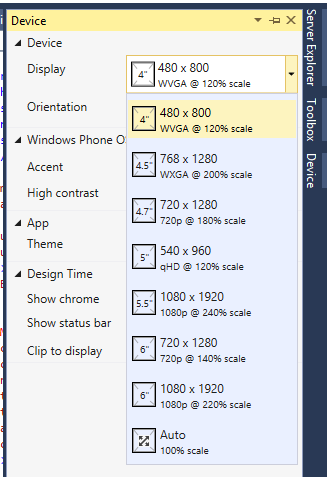 Device
Device
Display
4"
480 x 800
WVGA @ 120% scale
Orientation
4"
480 x 800
WVGA @ 120% scale
Windows Phone O
4.5"
768 x 1280
WXGA @ 200% scale
Accent
High contrast
4.7"
720 x 1280
720p @ 180% scale
App
Theme
5"
540 x 960
qHD @ 120% scale
Design Time
Show chrome
5.5"
1080 x 1920
1080p @ 240% scale
Show status bar
Clip to display
6"
720 x 1280
720p @ 140% scale
6"
1080 x 1920
1080p @ 220% scale
Auto
100% scale
Server Explorer
Toolbox
Device